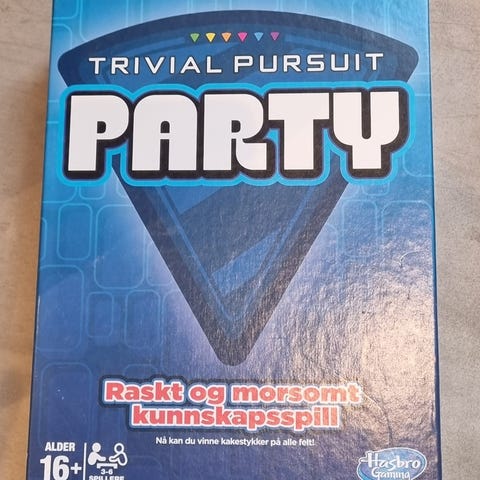 TRIVIAL PURSUIT
PARTY
Raskt og morsomt
kunnskapsspill
Nå kan du vinne kakestykker på alle felt!
ALDER
16+
3-6
SPILLERE
Hasbro
Gaming